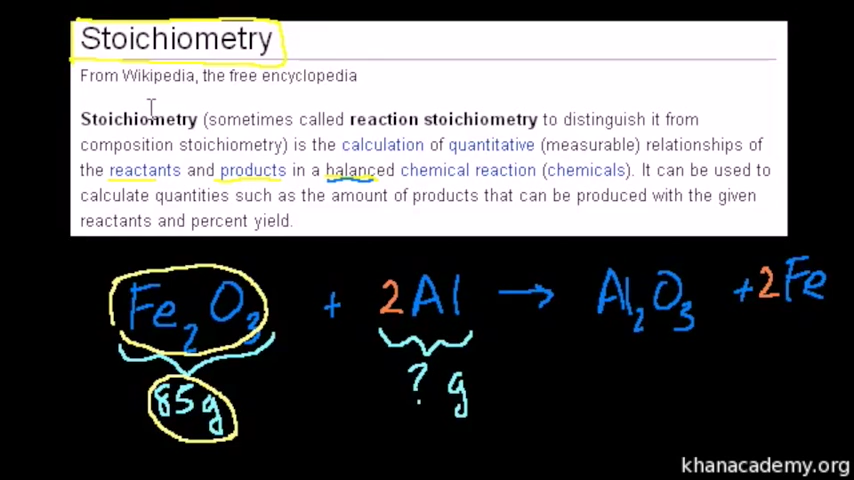 Stoichiometry
From Wikipedia, the free encyclopedia
Stoichiometry (sometimes called reaction stoichiometry to distinguish it from
composition stoichiometry) is the calculation of quantitative (measurable) relationships of
the reactants and products in a balanced chemical reaction (chemicals). It can be used to
calculate quantities such as the amount of products that can be produced with the given
reactants and percent yield.
Fe₂O₃ + 2Al → Al₂O₃ + 2Fe
85g ? g
khanacademy.org